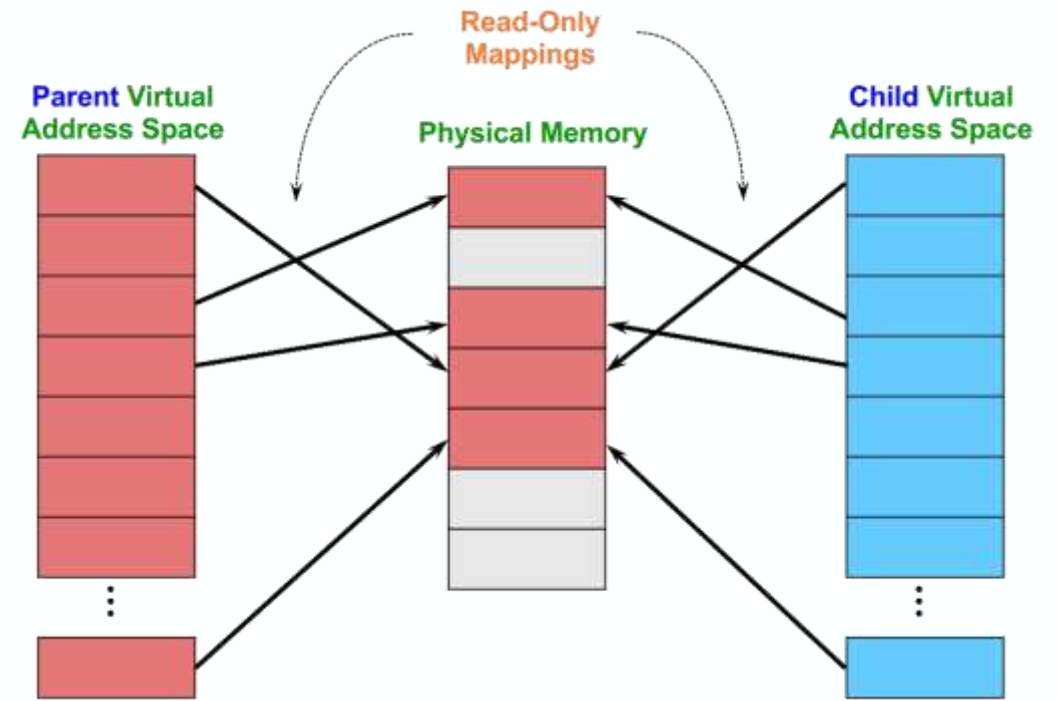 Read-Only
Mappings
Parent Virtual
Address Space
Physical Memory
Child Virtual
Address Space